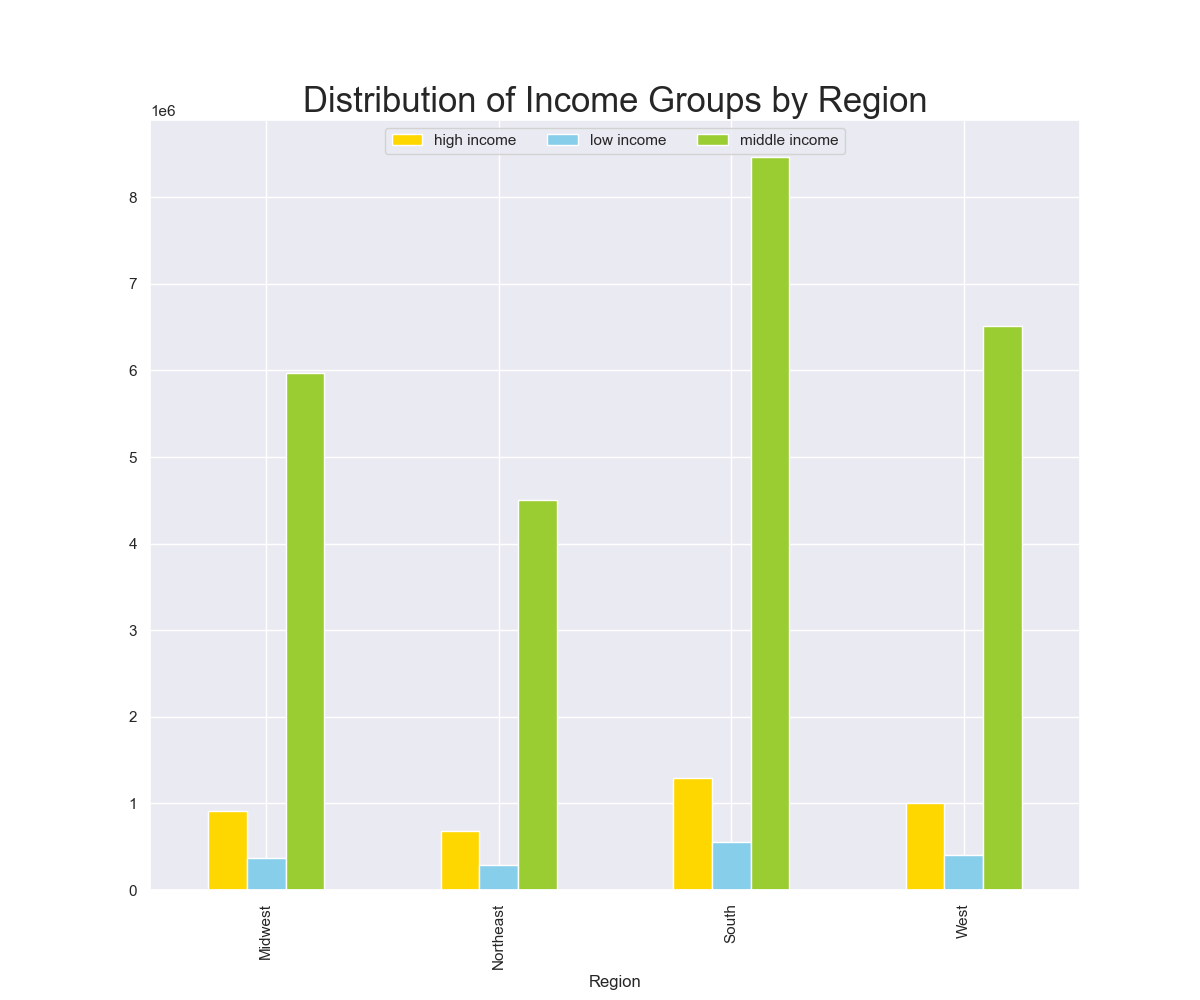 Distribution of Income Groups by Region
1e6
high income
low income
middle income
8
7
6
5
4
3
2
1
0
Midwest
Northeast
South
West
Region